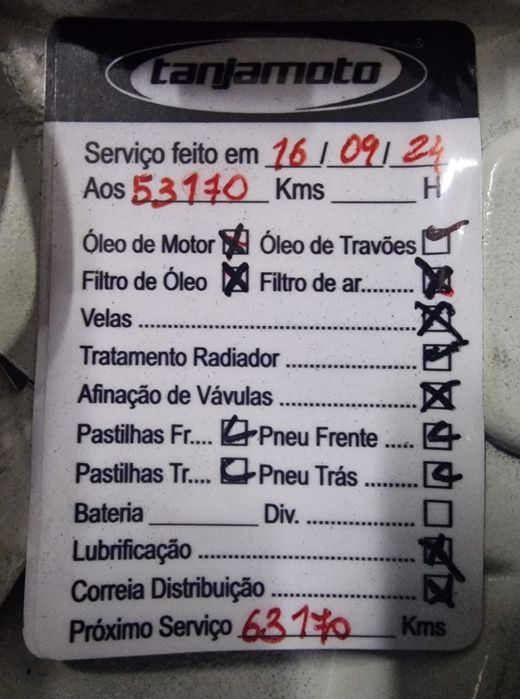 tanjamoto
Serviço feito em 16/09/24
Aos 53170 Kms ______ H
Óleo de Motor ☒ Óleo de Travões ☑
Filtro de Óleo ☒ Filtro de ar.......... ☒
Velas .................................................. ☒
Tratamento Radiador ........................ ☑
Afinação de Vávulas ......................... ☒
Pastilhas Fr.... ☑ Pneu Frente ..... ☑
Pastilhas Tr.... ☑ Pneu Trás ......... ☑
Bateria _________ Div. .................... ☐
Lubrificação ....................................... ☒
Correia Distribuição .......................... ☒
Próximo Serviço 63170 Kms